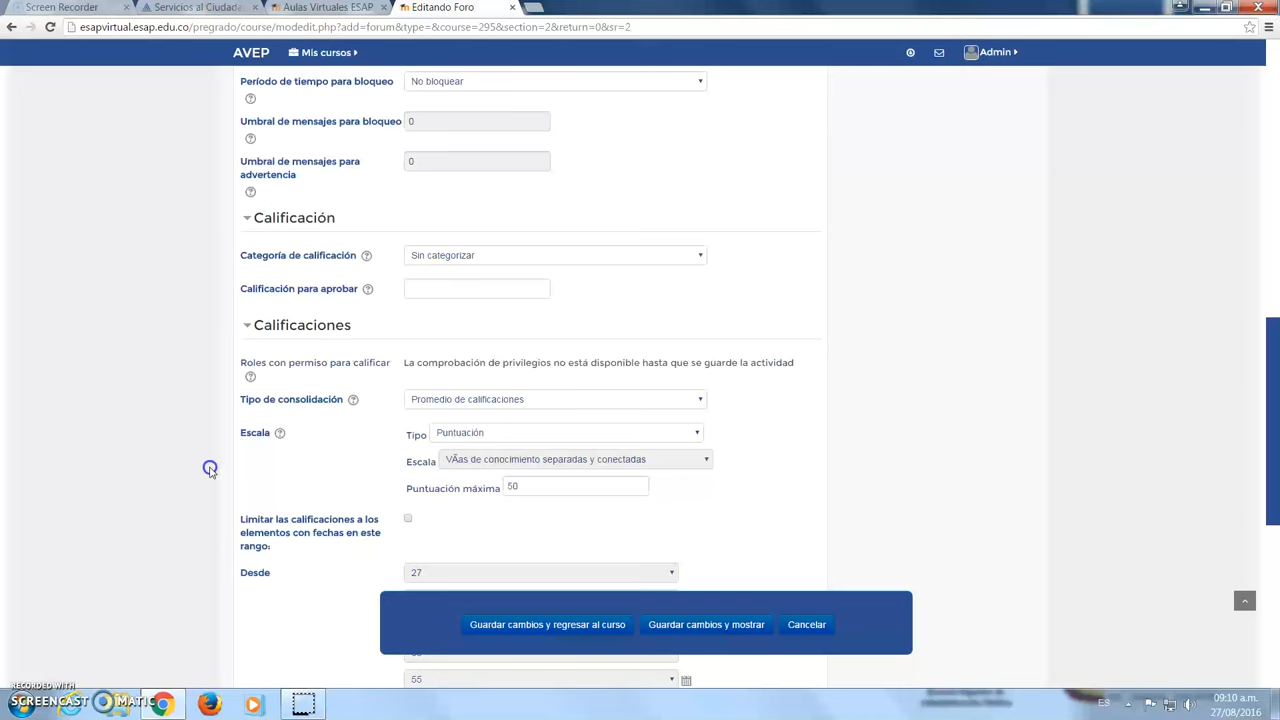 Screen Recorder
Servicios al Ciudada
Aulas Virtuales ESAP
Editando Foro
esapvirtual.esap.edu.co/pregrado/course/modedit.php?add=forum&type=&course=295&section=2&return=0&sr=2
AVEP
Mis cursos
Admin
Período de tiempo para bloqueo
No bloquear
Umbral de mensajes para bloqueo
0
Umbral de mensajes para
advertencia
0
Calificación
Categoría de calificación
Sin categorizar
Calificación para aprobar
Calificaciones
Roles con permiso para calificar
La comprobación de privilegios no está disponible hasta que se guarde la actividad
Tipo de consolidación
Promedio de calificaciones
Escala
Tipo
Puntuación
Escala
VÃas de conocimiento separadas y conectadas
Puntuación máxima
50
Limitar las calificaciones a los
elementos con fechas en este
rango:
Desde
27
Guardar cambios y regresar al curso
Guardar cambios y mostrar
Cancelar
55
RECORDED WITH
SCREENCAST MATIC
ES
09:10 a.m.
27/08/2016